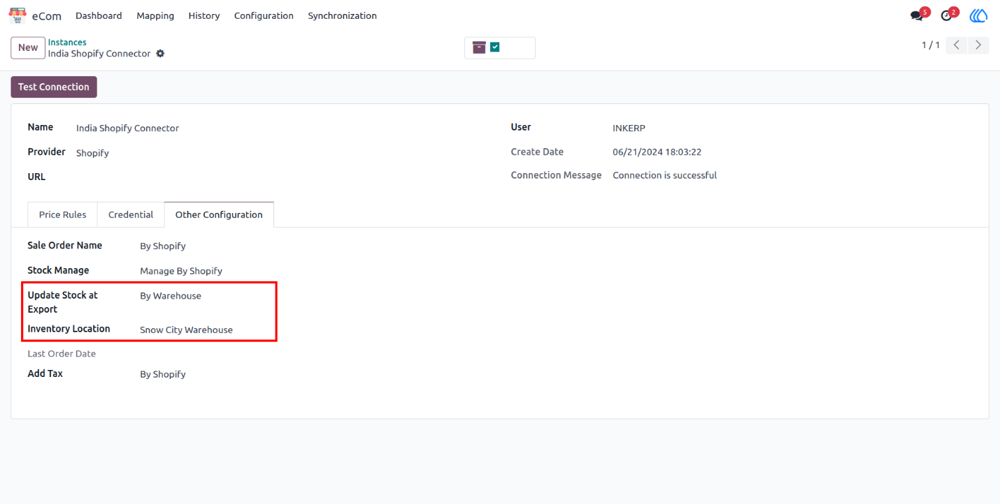 eCom Dashboard Mapping History Configuration Synchronization 5 2
New Instances
India Shopify Connector
1 / 1
Test Connection
Name India Shopify Connector
Provider Shopify
URL
User INKERP
Create Date 06/21/2024 18:03:22
Connection Message Connection is successful
Price Rules Credential Other Configuration
Sale Order Name By Shopify
Stock Manage Manage By Shopify
Update Stock at By Warehouse
Export
Inventory Location Snow City Warehouse
Last Order Date
Add Tax By Shopify